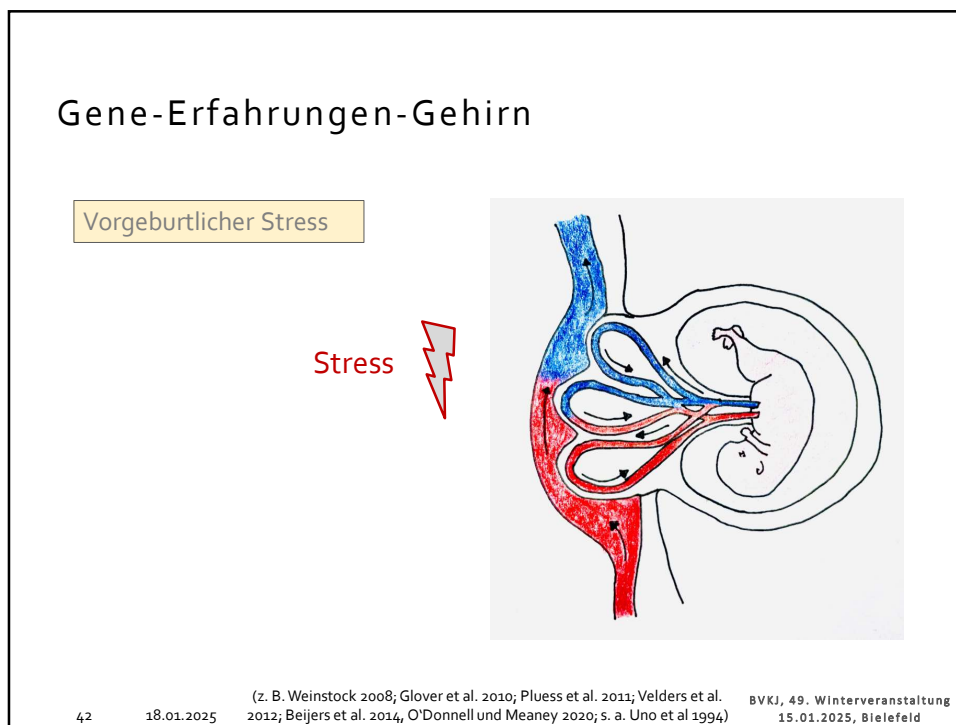 Gene-Erfahrungen-Gehirn
Vorgeburtlicher Stress
Stress
(z. B. Weinstock 2008; Glover et al. 2010; Pluess et al. 2011; Velders et al.
2012; Beijers et al. 2014, O‘Donnell und Meaney 2020; s. a. Uno et al 1994)
42
18.01.2025
BVKJ, 49. Winterveranstaltung
15.01.2025, Bielefeld